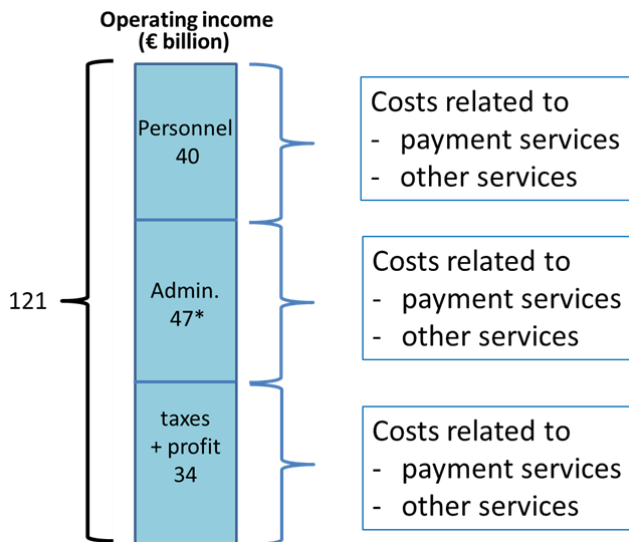 Operating income
(€ billion)
Personnel
40
Costs related to
- payment services
- other services
121
Admin.
47*
Costs related to
- payment services
- other services
taxes
+ profit
34
Costs related to
- payment services
- other services